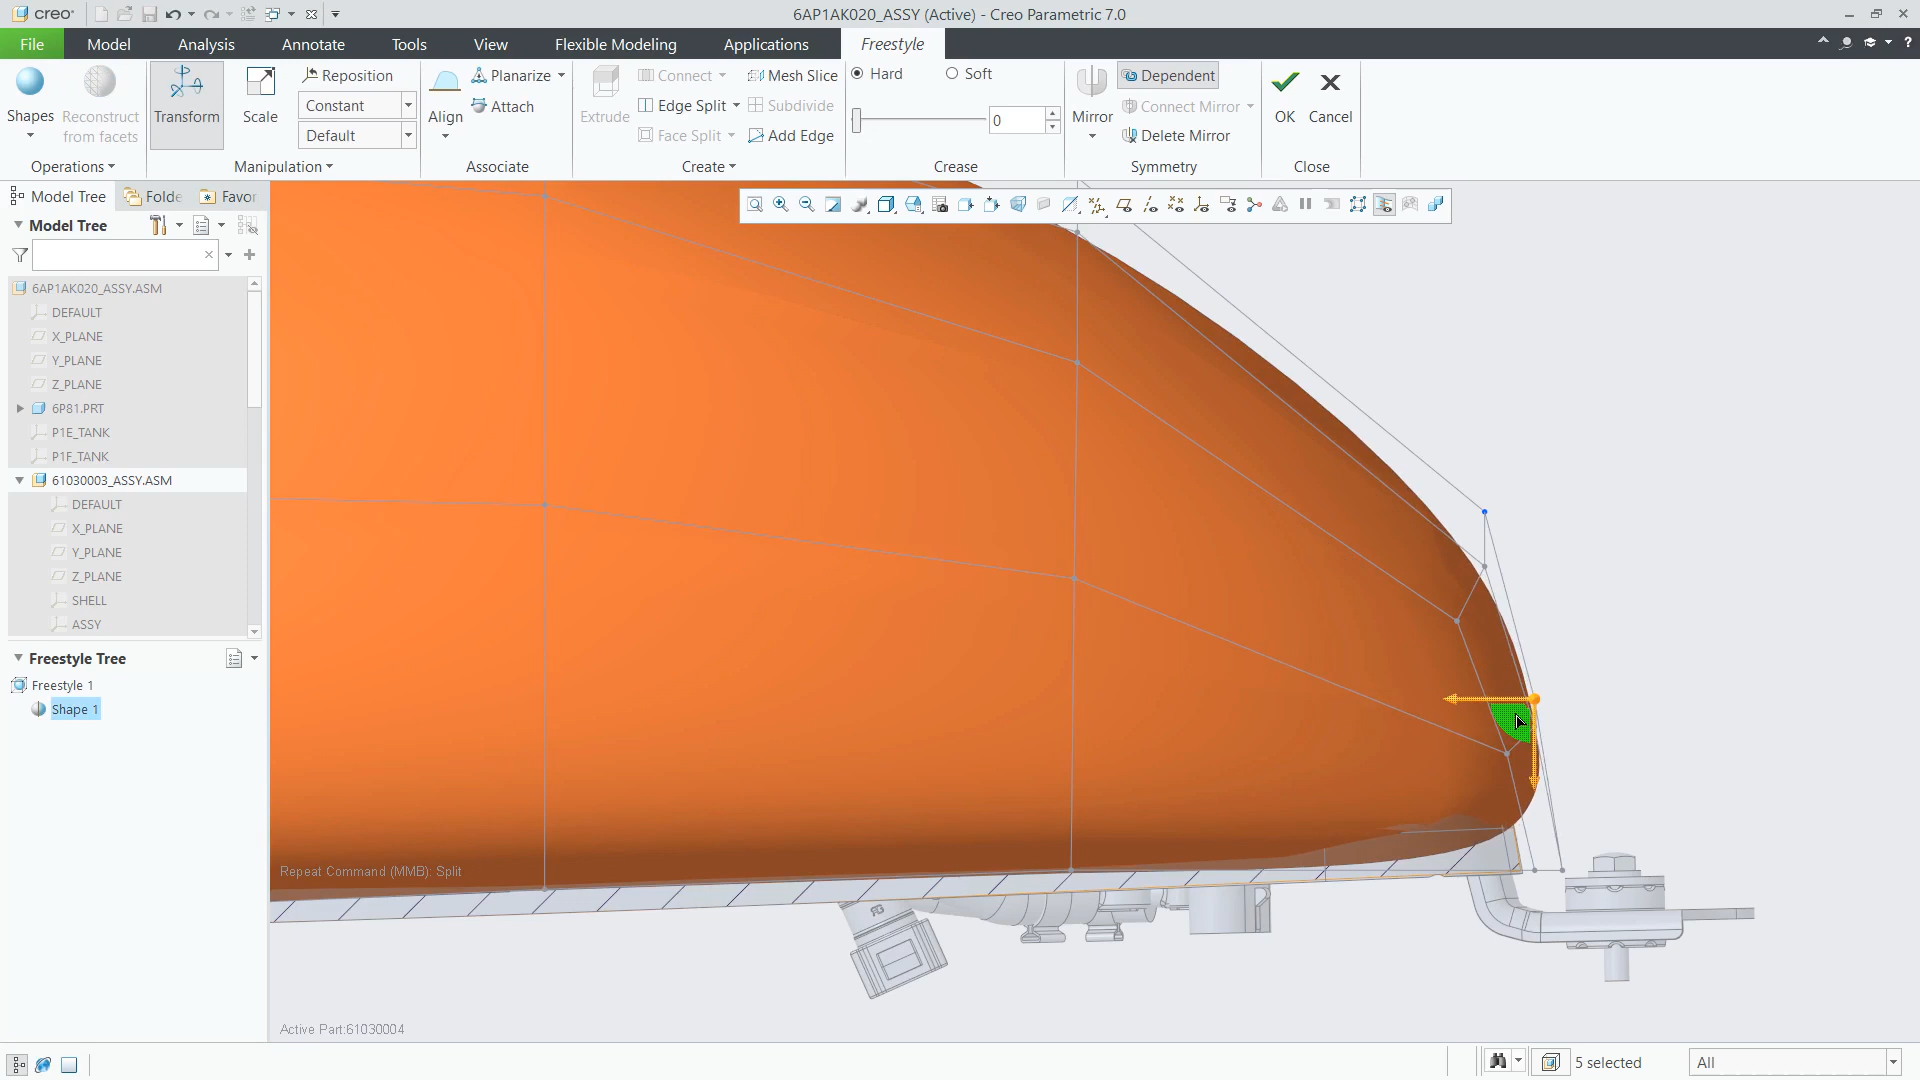 creo
6AP1AK020_ASSY (Active) - Creo Parametric 7.0
File Model Analysis Annotate Tools View Flexible Modeling Applications Freestyle
Shapes
Reconstruct from facets
Operations
Transform
Scale
Reposition
Constant
Default
Manipulation
Align
Planarize
Attach
Associate
Extrude
Connect
Edge Split
Face Split
Mesh Slice
Subdivide
Add Edge
Create
Hard
Soft
0
Crease
Mirror
Dependent
Connect Mirror
Delete Mirror
Symmetry
OK
Cancel
Close
Model Tree Folde Favor
Model Tree
6AP1AK020_ASSY.ASM
DEFAULT
X_PLANE
Y_PLANE
Z_PLANE
6P81.PRT
P1E_TANK
P1F_TANK
61030003_ASSY.ASM
DEFAULT
X_PLANE
Y_PLANE
Z_PLANE
SHELL
ASSY
Freestyle Tree
Freestyle 1
Shape 1
Repeat Command (MMB): Split
Active Part:61030004
5 selected
All